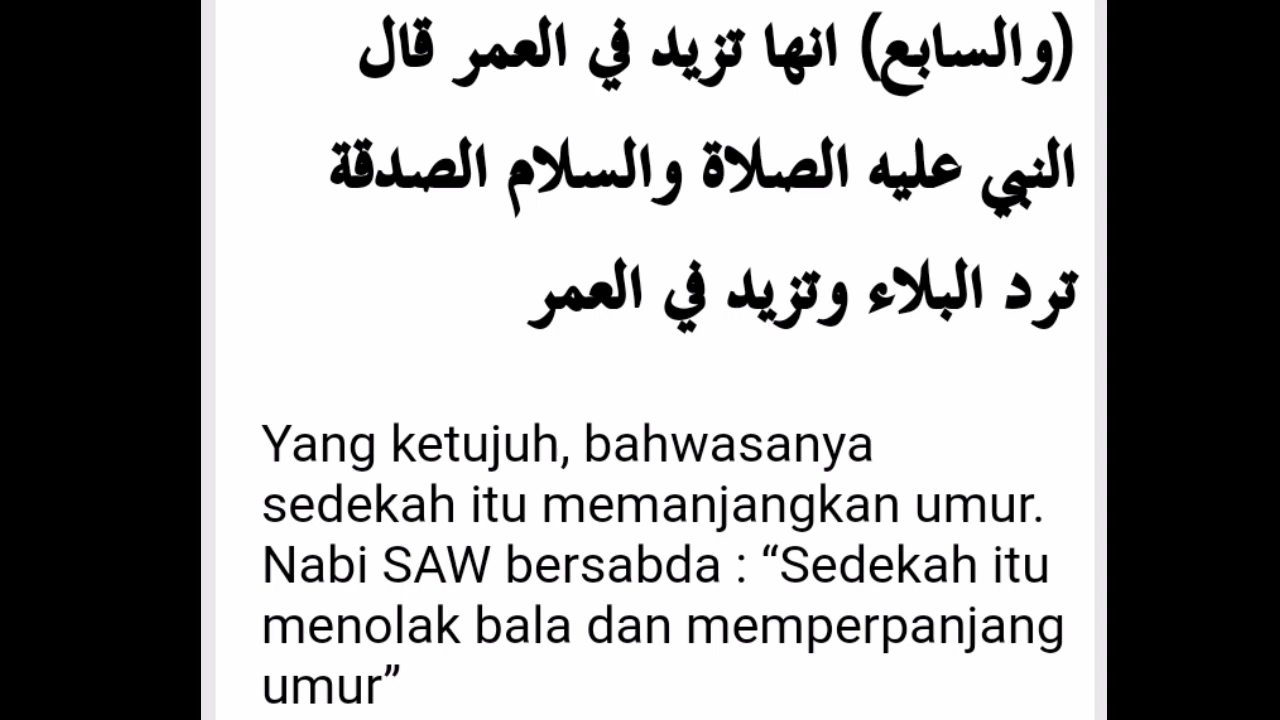 (والسابع) انها تزيد في العمر قال
النبي عليه الصلاة والسلام الصدقة
ترد البلاء وتزيد في العمر
Yang ketujuh, bahwasanya
sedekah itu memanjangkan umur.
Nabi SAW bersabda : “Sedekah itu
menolak bala dan memperpanjang
umur”